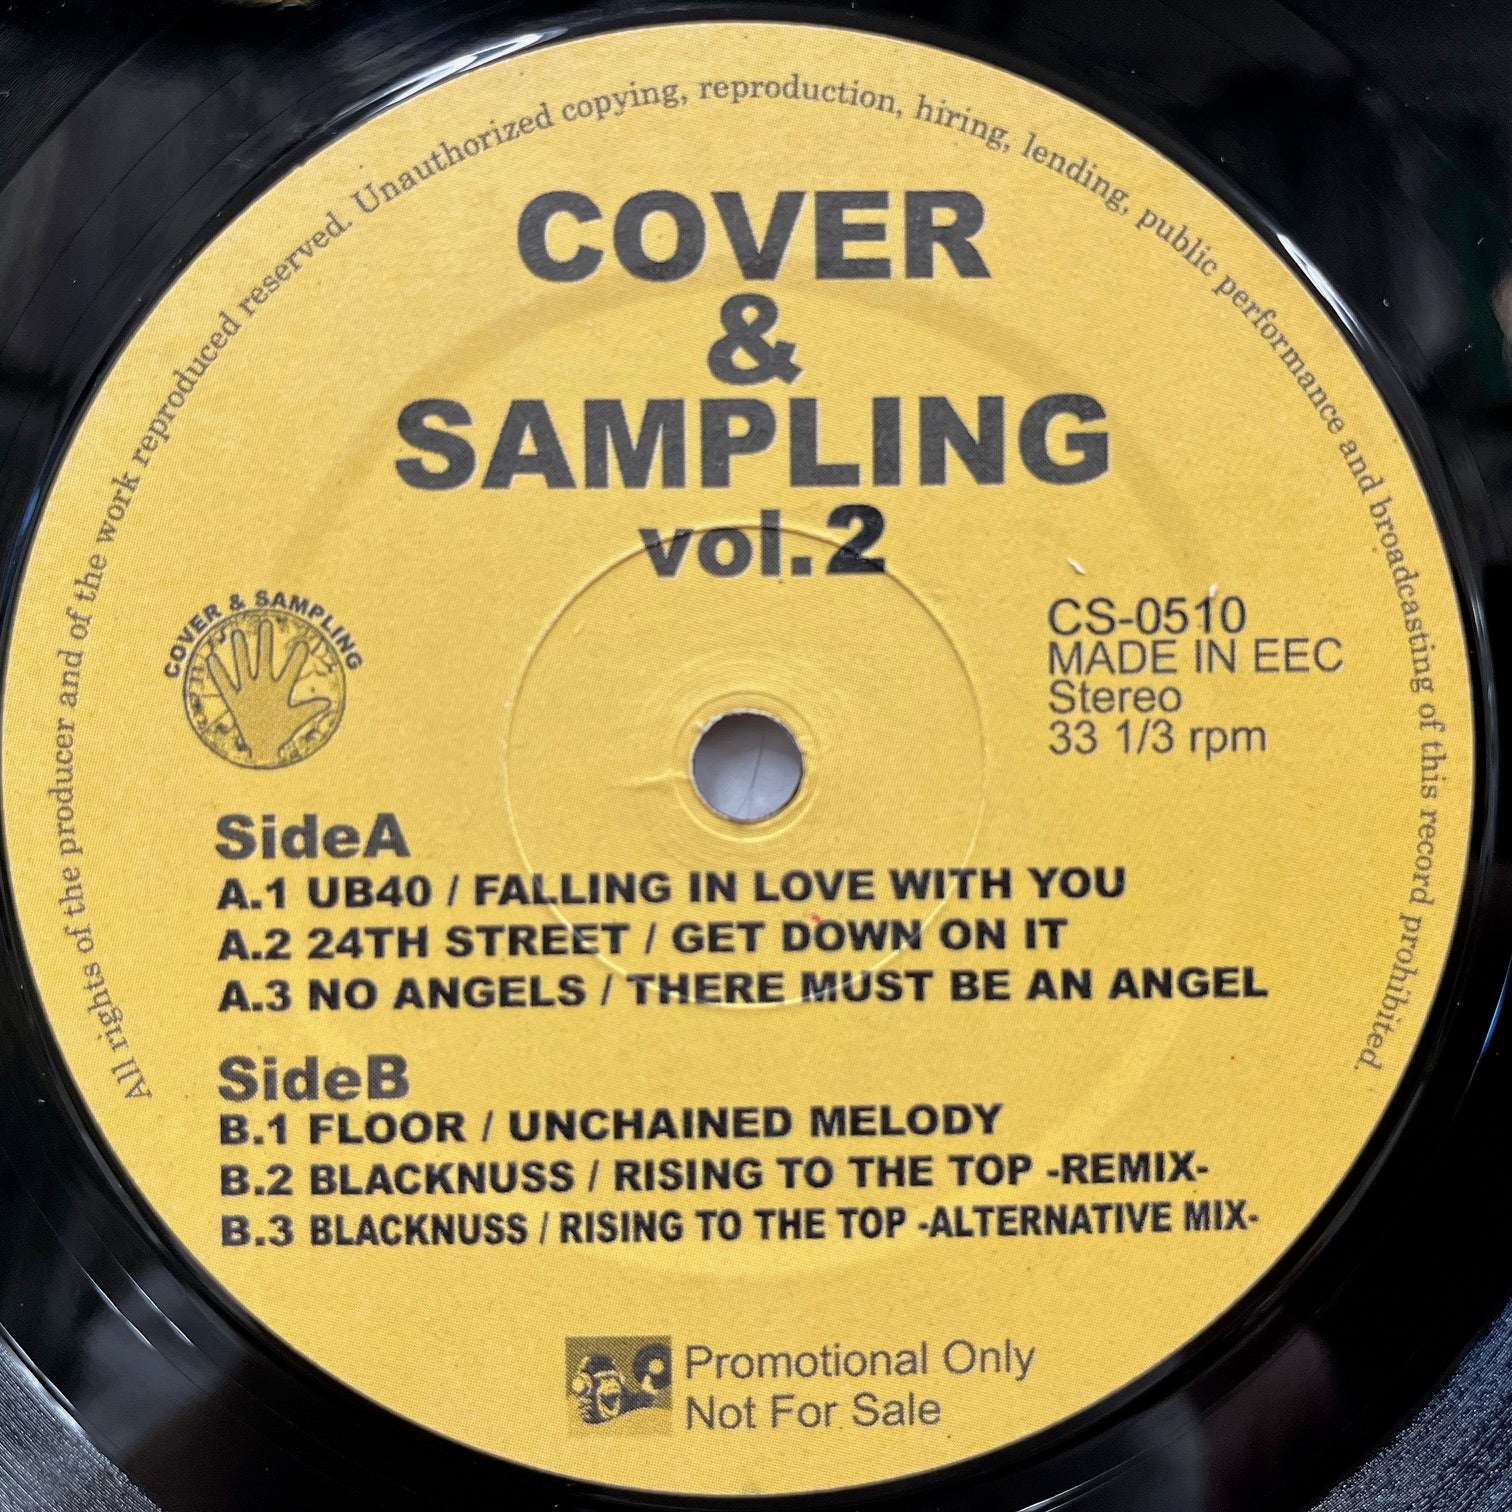 All rights of the producer and of the work reproduced reserved. Unauthorized copying, reproduction, hiring, lending, public performance and broadcasting of this record prohibited.
COVER
&
SAMPLING
vol.2
COVER & SAMPLING
CS-0510
MADE IN EEC
Stereo
33 1/3 rpm
SideA
A.1 UB40 / FALLING IN LOVE WITH YOU
A.2 24TH STREET / GET DOWN ON IT
A.3 NO ANGELS / THERE MUST BE AN ANGEL
SideB
B.1 FLOOR / UNCHAINED MELODY
B.2 BLACKNUSS / RISING TO THE TOP -REMIX-
B.3 BLACKNUSS / RISING TO THE TOP -ALTERNATIVE MIX-
Promotional Only
Not For Sale